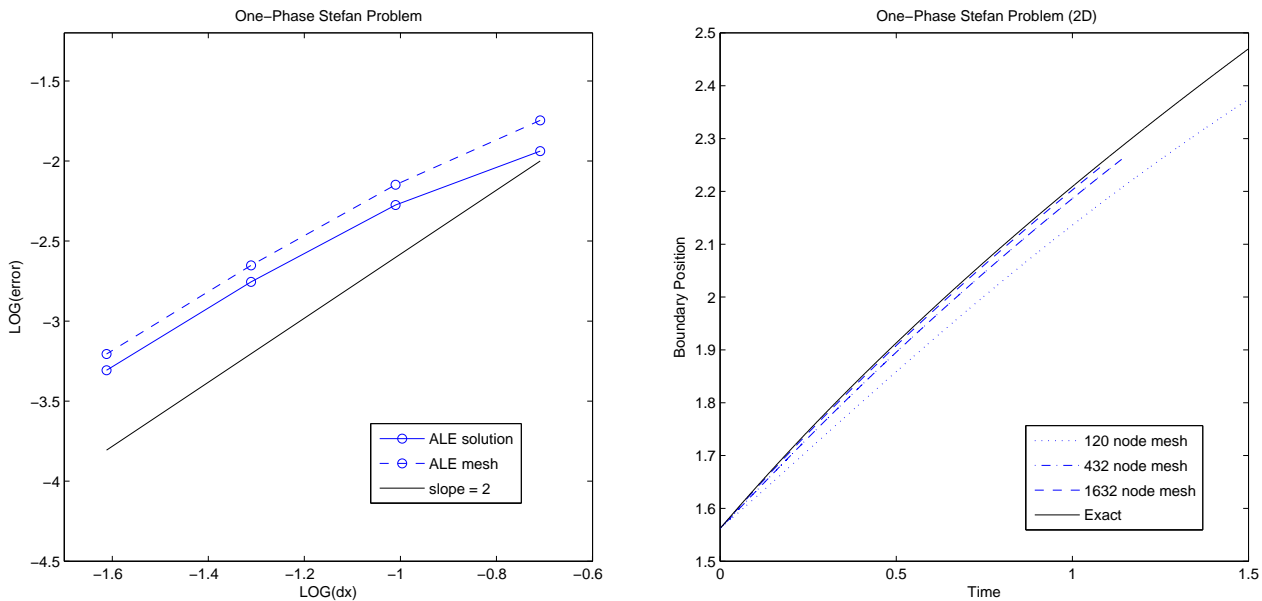 One−Phase Stefan Problem
−1.5
−2
−2.5
−3
−3.5
−4
−4.5
LOG(error)
ALE solution
ALE mesh
slope = 2
−1.6
−1.4
−1.2
−1
−0.8
−0.6
LOG(dx)
One−Phase Stefan Problem (2D)
2.5
2.4
2.3
2.2
2.1
2
1.9
1.8
1.7
1.6
1.5
Boundary Position
120 node mesh
432 node mesh
1632 node mesh
Exact
0
0.5
1
1.5
Time